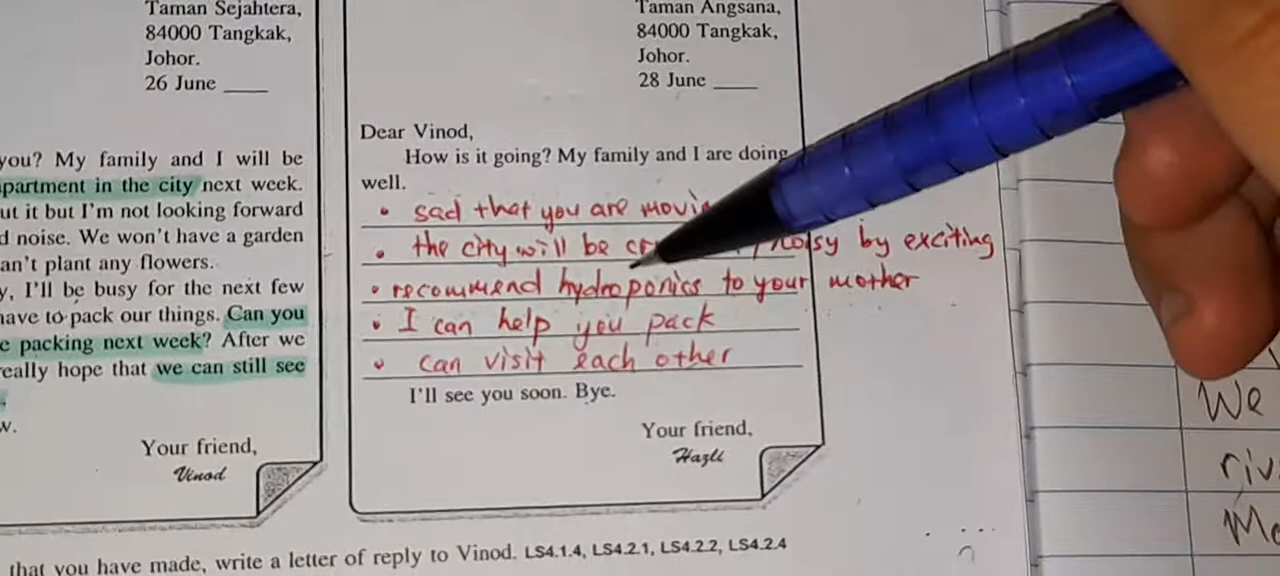 Taman Sejahtera,
84000 Tangkak,
Johor.
26 June ____
you? My family and I will be
partment in the city next week.
ut it but I'm not looking forward
d noise. We won't have a garden
an't plant any flowers.
y, I'll be busy for the next few
have to pack our things. Can you
e packing next week? After we
really hope that we can still see
w.
Your friend,
Vinod
Taman Angsana,
84000 Tangkak,
Johor.
28 June ____
Dear Vinod,
How is it going? My family and I are doing
well.
• sad that you are movi
• the city will be cr noisy by exciting
• recommend hydroponics to your mother
• I can help you pack
• can visit each other
I'll see you soon. Bye.
Your friend,
Hazli
that you have made, write a letter of reply to Vinod. LS4.1.4, LS4.2.1, LS4.2.2, LS4.2.4
We
riv
Mo